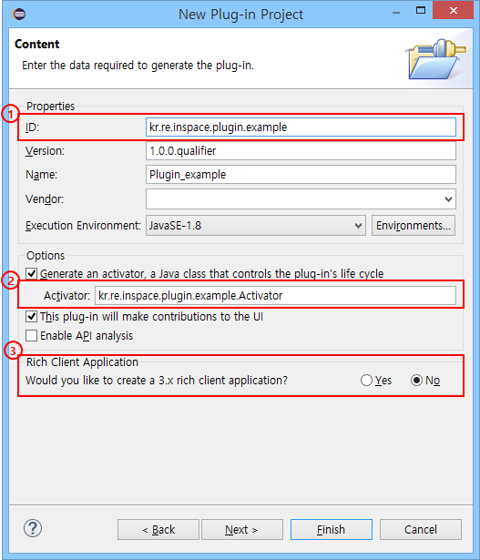 New Plug-in Project
Content
Enter the data required to generate the plug-in.
Properties
1
ID: kr.re.inspace.plugin.example
Version: 1.0.0.qualifier
Name: Plugin_example
Vendor:
Execution Environment: JavaSE-1.8 Environments...
Options
Generate an activator, a Java class that controls the plug-in's life cycle
2
Activator: kr.re.inspace.plugin.example.Activator
This plug-in will make contributions to the UI
Enable API analysis
3
Rich Client Application
Would you like to create a 3.x rich client application? Yes No
? < Back Next > Finish Cancel